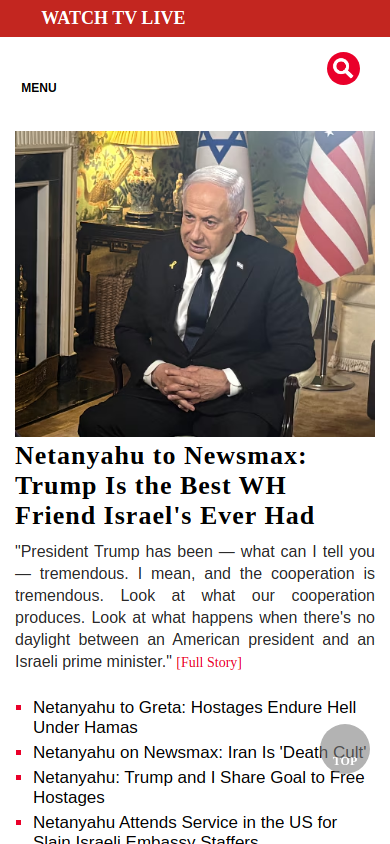 WATCH TV LIVE
MENU
Netanyahu to Newsmax:
Trump Is the Best WH
Friend Israel's Ever Had
"President Trump has been — what can I tell you
— tremendous. I mean, and the cooperation is
tremendous. Look at what our cooperation
produces. Look at what happens when there's no
daylight between an American president and an
Israeli prime minister." [Full Story]
Netanyahu to Greta: Hostages Endure Hell
Under Hamas
Netanyahu on Newsmax: Iran Is 'Death Cult'
TOP
Netanyahu: Trump and I Share Goal to Free
Hostages
Netanyahu Attends Service in the US for
Slain Israeli Embassy Staffers